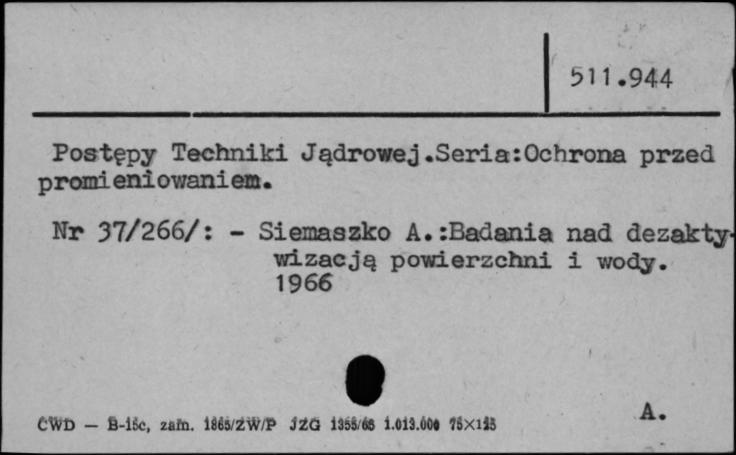 511.944
Postępy Techniki Jądrowej.Seria:Ochrona przed
promieniowaniem.
Nr 37/266/: - Siemaszko A.:Badania nad dezakty-
wizacją powierzchni i wody.
1966
A.
CWD — B-15c, zam. 1865/ZW/P JZG 1355/65 1.013.000 75×125